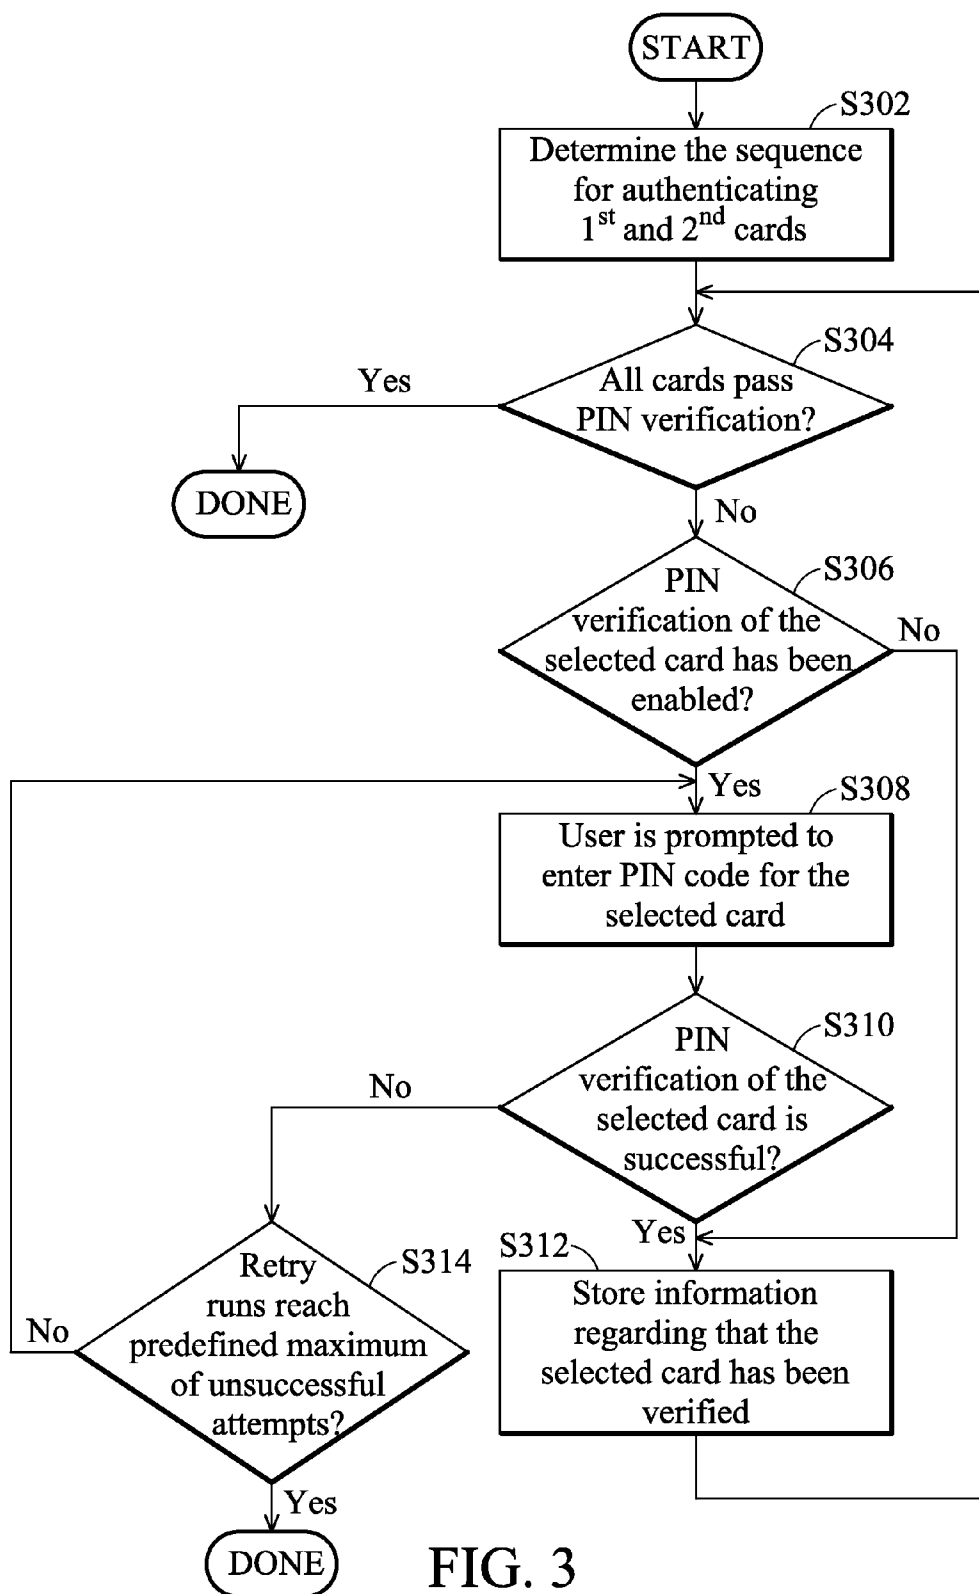 START
S302
Determine the sequence
for authenticating
1st and 2nd cards
S304
All cards pass
PIN verification?
Yes
DONE
No
S306
PIN
verification of the
selected card has been
enabled?
No
Yes
S308
User is prompted to
enter PIN code for the
selected card
S310
PIN
verification of the
selected card is
successful?
No
Yes
S312
Store information
regarding that the
selected card has been
verified
S314
Retry
runs reach
predefined maximum
of unsuccessful
attempts?
No
Yes
DONE
FIG. 3